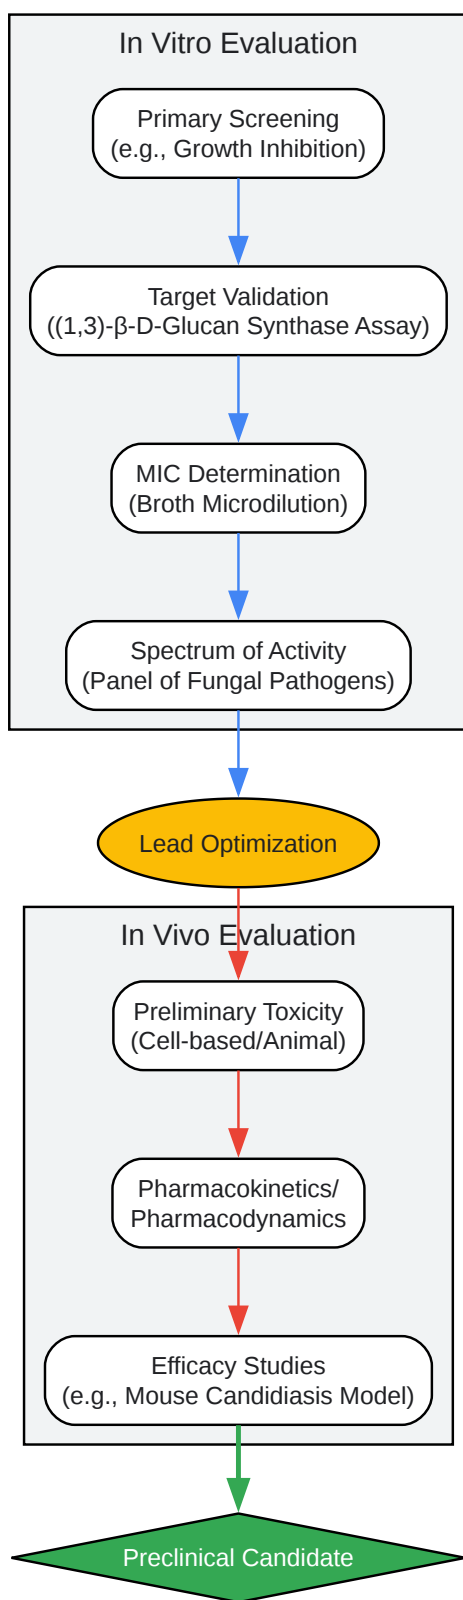 In Vitro Evaluation
Primary Screening
(e.g., Growth Inhibition)
Target Validation
((1,3)-β-D-Glucan Synthase Assay)
MIC Determination
(Broth Microdilution)
Spectrum of Activity
(Panel of Fungal Pathogens)
Lead Optimization
In Vivo Evaluation
Preliminary Toxicity
(Cell-based/Animal)
Pharmacokinetics/
Pharmacodynamics
Efficacy Studies
(e.g., Mouse Candidiasis Model)
Preclinical Candidate